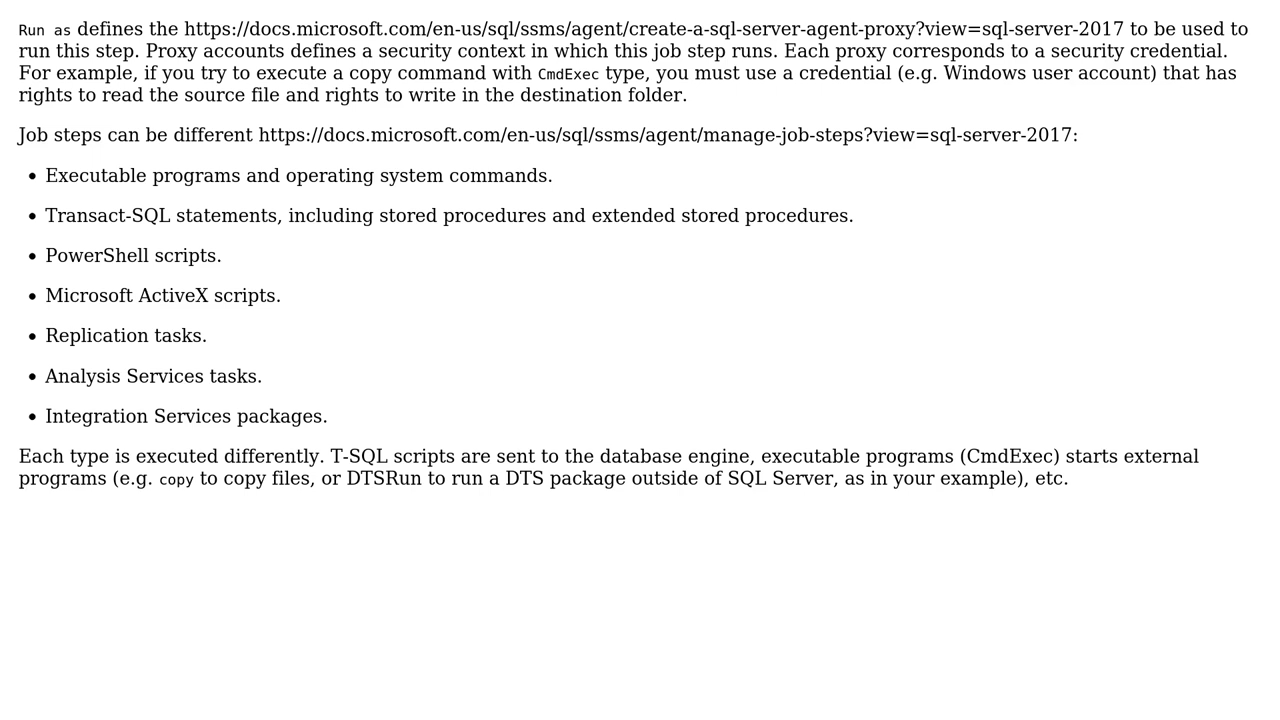 Run as defines the https://docs.microsoft.com/en-us/sql/ssms/agent/create-a-sql-server-agent-proxy?view=sql-server-2017 to be used to
run this step. Proxy accounts defines a security context in which this job step runs. Each proxy corresponds to a security credential.
For example, if you try to execute a copy command with CmdExec type, you must use a credential (e.g. Windows user account) that has
rights to read the source file and rights to write in the destination folder.
Job steps can be different https://docs.microsoft.com/en-us/sql/ssms/agent/manage-job-steps?view=sql-server-2017:
• Executable programs and operating system commands.
• Transact-SQL statements, including stored procedures and extended stored procedures.
• PowerShell scripts.
• Microsoft ActiveX scripts.
• Replication tasks.
• Analysis Services tasks.
• Integration Services packages.
Each type is executed differently. T-SQL scripts are sent to the database engine, executable programs (CmdExec) starts external
programs (e.g. copy to copy files, or DTSRun to run a DTS package outside of SQL Server, as in your example), etc.